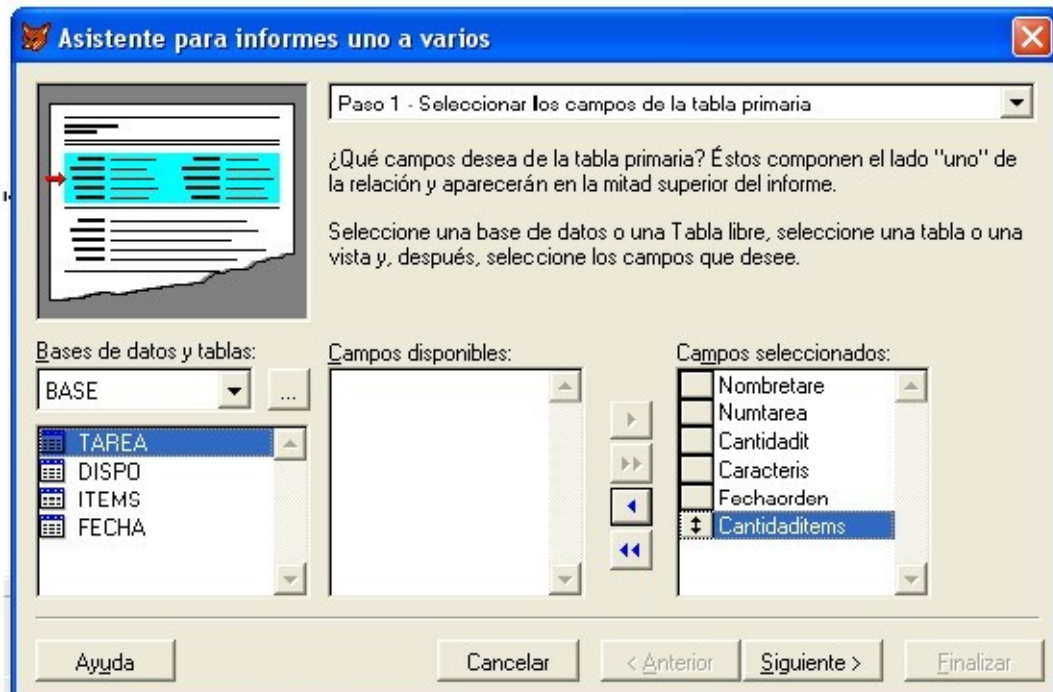 Asistente para informes uno a varios
Paso 1 - Seleccionar los campos de la tabla primaria
¿Qué campos desea de la tabla primaria? Éstos componen el lado "uno" de
la relación y aparecerán en la mitad superior del informe.
Seleccione una base de datos o una Tabla libre, seleccione una tabla o una
vista y, después, seleccione los campos que desee.
Bases de datos y tablas:
BASE
...
TAREA
DISPO
ITEMS
FECHA
Campos disponibles:
Campos seleccionados:
Nombretare
Numtarea
Cantidadit
Caracteris
Fechaorden
Cantidaditems
Ayuda
Cancelar
< Anterior
Siguiente >
Finalizar